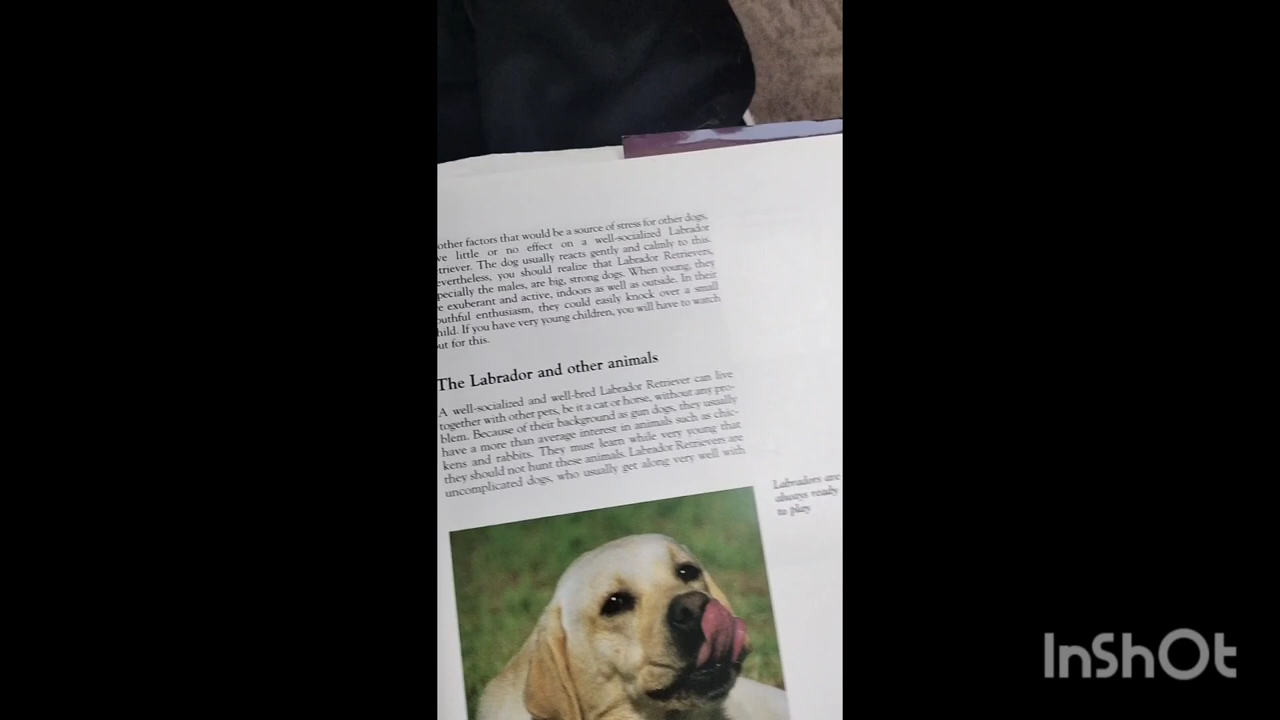 other factors that would be a source of stress for other dogs,
ve little or no effect on a well-socialized Labrador
triever. The dog usually reacts gently and calmly to this.
evertheless, you should realize that Labrador Retrievers,
pecially the males, are big, strong dogs. When young, they
e exuberant and active, indoors as well as outside. In their
outhful enthusiasm, they could easily knock over a small
hild. If you have very young children, you will have to watch
ut for this.
The Labrador and other animals
A well-socialized and well-bred Labrador Retriever can live
together with other pets, be it a cat or horse, without any pro-
blem. Because of their background as gun dogs, they usually
have a more than average interest in animals such as chic-
kens and rabbits. They must learn while very young that
they should not hunt these animals. Labrador Retrievers are
uncomplicated dogs, who usually get along very well with
Labradors are
always ready
to play
InShOt